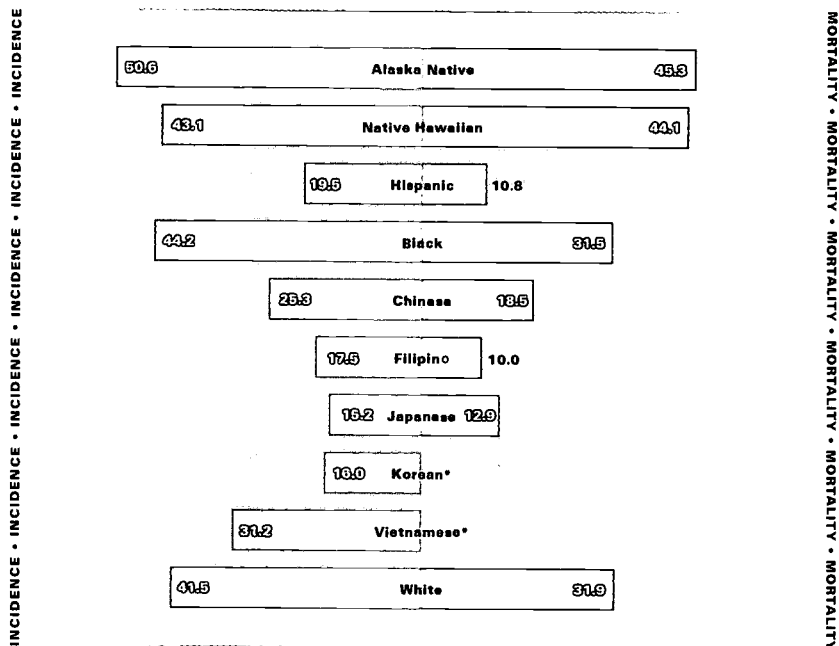 INCIDENCE • INCIDENCE • INCIDENCE • INCIDENCE • INCIDENCE • INCIDENCE
50.6 Alaska Native 45.3
43.1 Native Hawaiian 44.1
19.5 Hispanic 10.8
44.2 Black 31.5
25.3 Chinese 18.5
17.5 Filipino 10.0
15.2 Japanese 12.9
16.0 Korean*
31.2 Vietnamese*
41.5 White 31.9
MORTALITY • MORTALITY • MORTALITY • MORTALITY • MORTALITY • MORTALITY